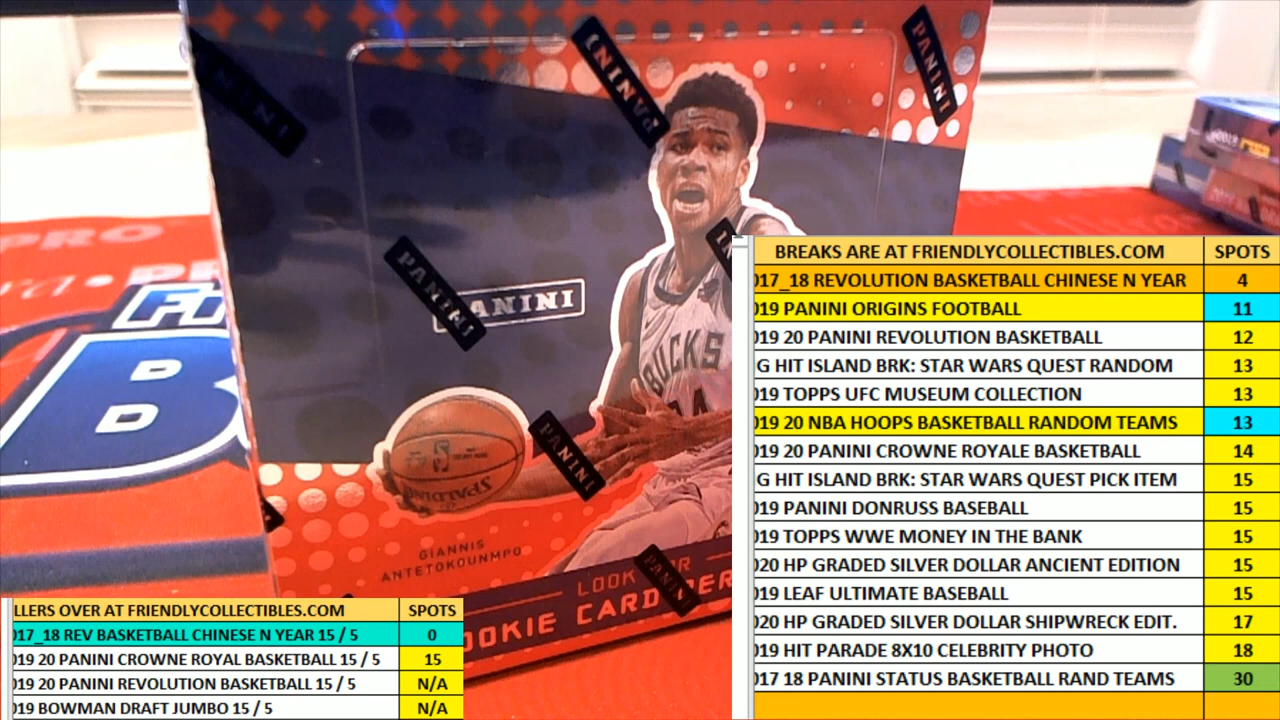 PANINI
PANINI
PANINI
PRO
PANINI
PANINI
BUCKS
PANINI
SPALDING
GIANNIS
ANTETOKOUNMPO
PANINI
LOOK
OOKIE CARD
BREAKS ARE AT FRIENDLYCOLLECTIBLES.COM SPOTS
017_18 REVOLUTION BASKETBALL CHINESE N YEAR 4
019 PANINI ORIGINS FOOTBALL 11
019 20 PANINI REVOLUTION BASKETBALL 12
G HIT ISLAND BRK: STAR WARS QUEST RANDOM 13
019 TOPPS UFC MUSEUM COLLECTION 13
019 20 NBA HOOPS BASKETBALL RANDOM TEAMS 13
019 20 PANINI CROWNE ROYALE BASKETBALL 14
G HIT ISLAND BRK: STAR WARS QUEST PICK ITEM 15
019 PANINI DONRUSS BASEBALL 15
019 TOPPS WWE MONEY IN THE BANK 15
020 HP GRADED SILVER DOLLAR ANCIENT EDITION 15
019 LEAF ULTIMATE BASEBALL 15
020 HP GRADED SILVER DOLLAR SHIPWRECK EDIT. 17
019 HIT PARADE 8X10 CELEBRITY PHOTO 18
017 18 PANINI STATUS BASKETBALL RAND TEAMS 30
LLERS OVER AT FRIENDLYCOLLECTIBLES.COM SPOTS
017_18 REV BASKETBALL CHINESE N YEAR 15 / 5 0
019 20 PANINI CROWNE ROYAL BASKETBALL 15 / 5 15
019 20 PANINI REVOLUTION BASKETBALL 15 / 5 N/A
019 BOWMAN DRAFT JUMBO 15 / 5 N/A